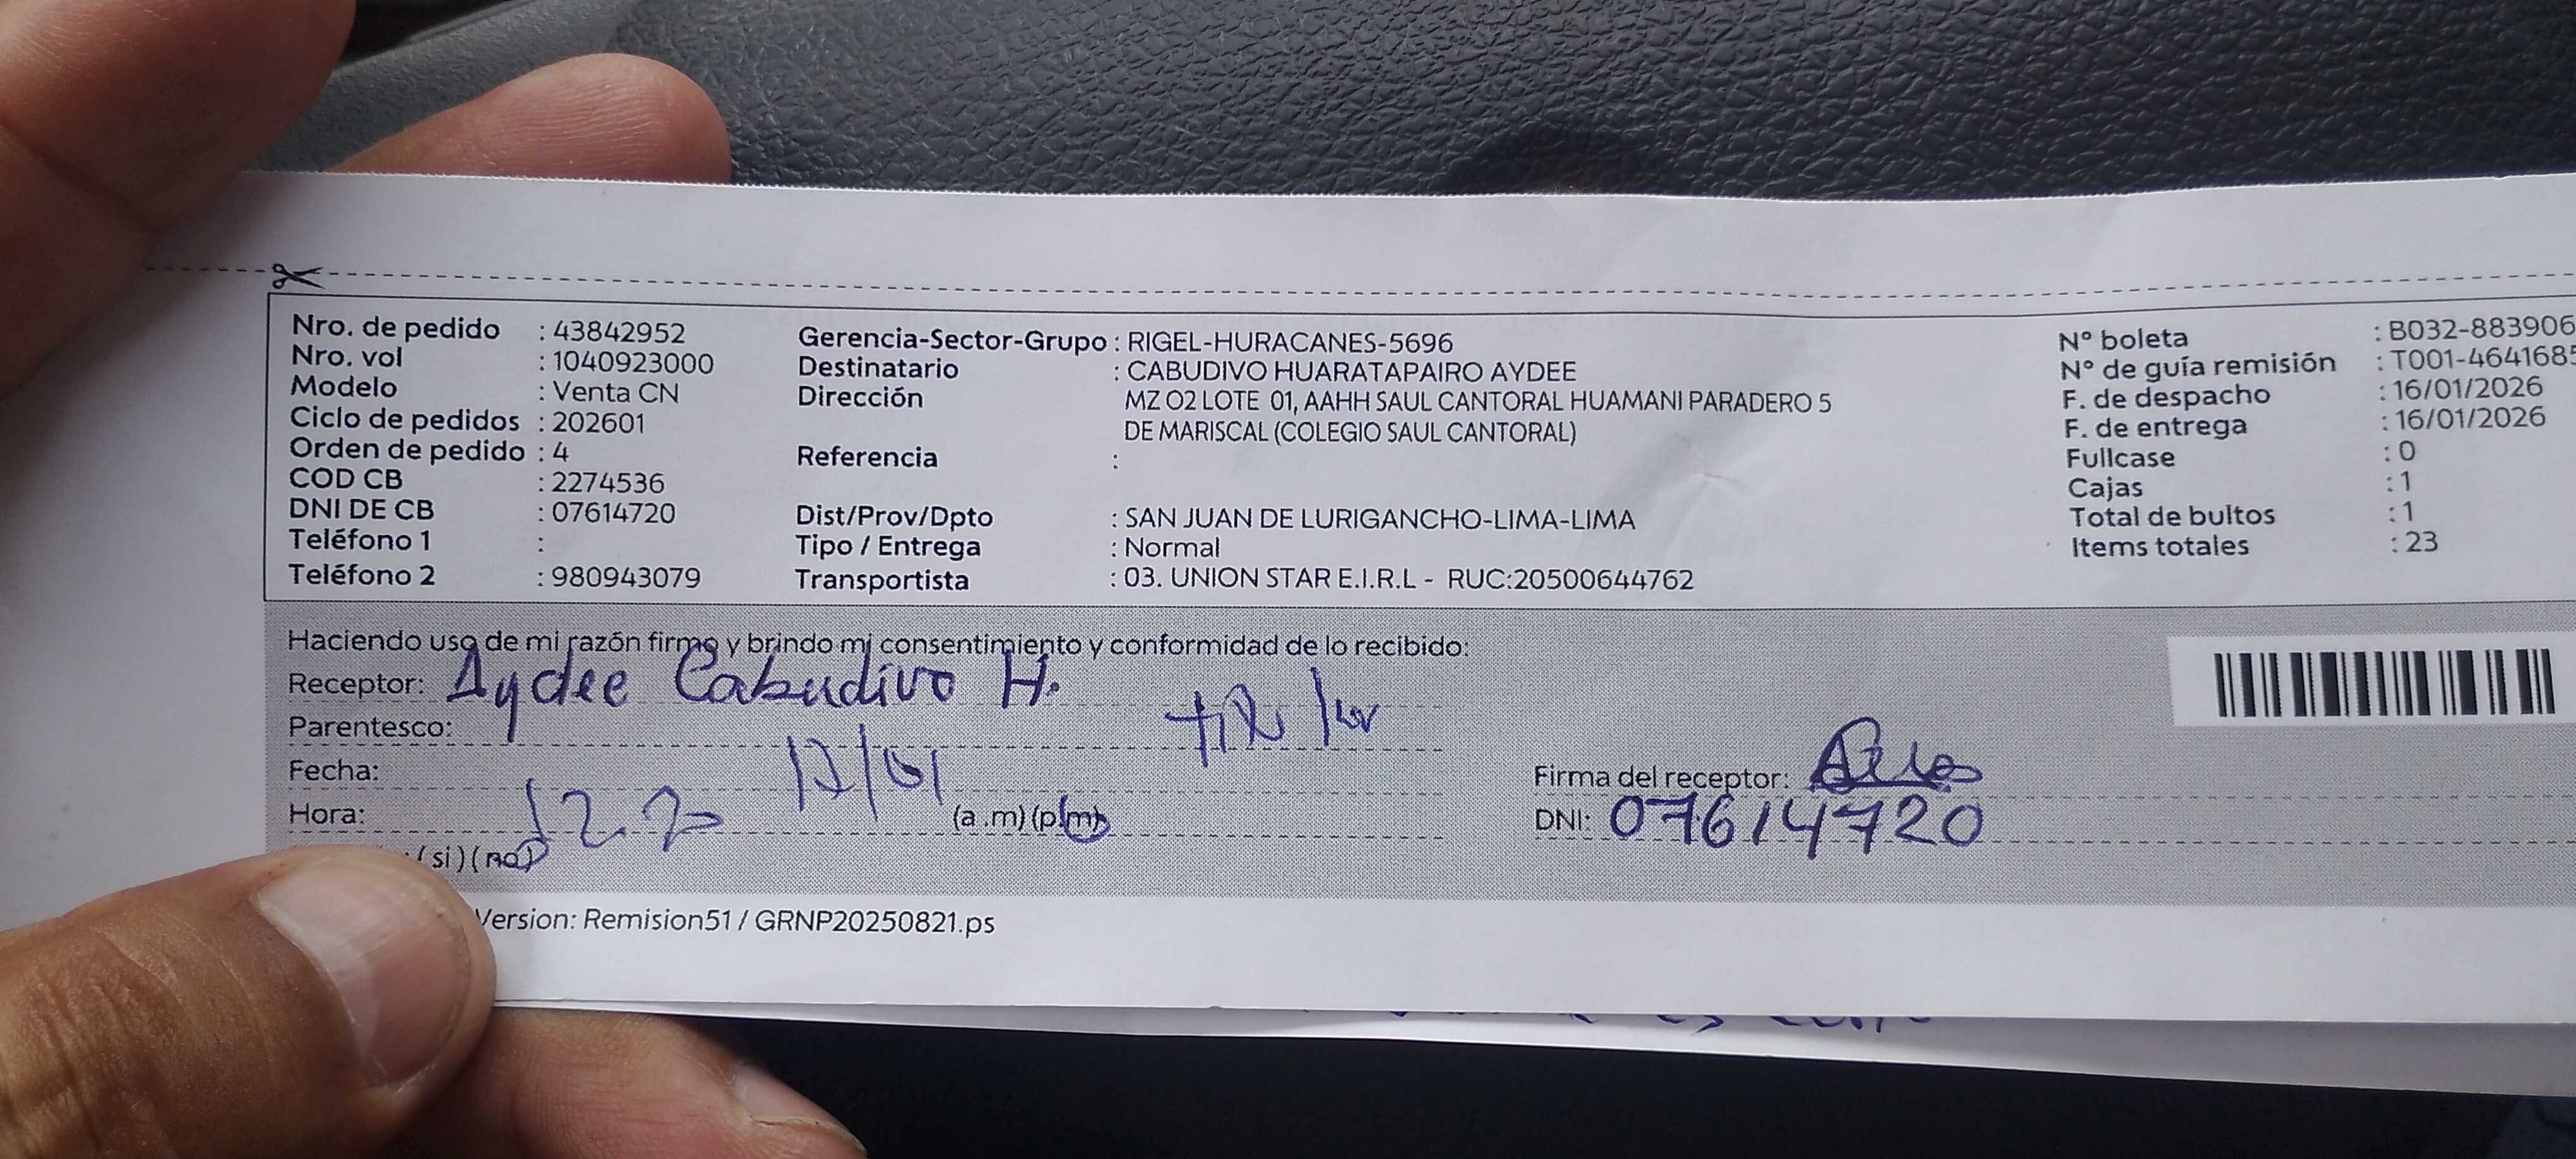 Nro. de pedido : 43842952
Nro. vol : 1040923000
Modelo : Venta CN
Ciclo de pedidos : 202601
Orden de pedido : 4
COD CB : 2274536
DNI DE CB : 07614720
Teléfono 1 :
Teléfono 2 : 980943079
Gerencia-Sector-Grupo : RIGEL-HURACANES-5696
Destinatario : CABUDIVO HUARATAPAIRO AYDEE
Dirección MZ O2 LOTE 01, AAHH SAUL CANTORAL HUAMANI PARADERO 5
DE MARISCAL (COLEGIO SAUL CANTORAL)
Referencia :
Dist/Prov/Dpto : SAN JUAN DE LURIGANCHO-LIMA-LIMA
Tipo / Entrega : Normal
Transportista : 03. UNION STAR E.I.R.L - RUC:20500644762
N° boleta : B032-883906
N° de guía remisión : T001-4641685
F. de despacho : 16/01/2026
F. de entrega : 16/01/2026
Fullcase : 0
Cajas : 1
Total de bultos : 1
Items totales : 23
Haciendo uso de mi razón firmo y brindo mi consentimiento y conformidad de lo recibido:
Receptor: Aydee Cabudivo H.
Parentesco:
Fecha: 17/01
Hora: (a .m) (p.m)
(si) (no)
Firma del receptor:
DNI: 07614720
Version: Remision51 / GRNP20250821.ps